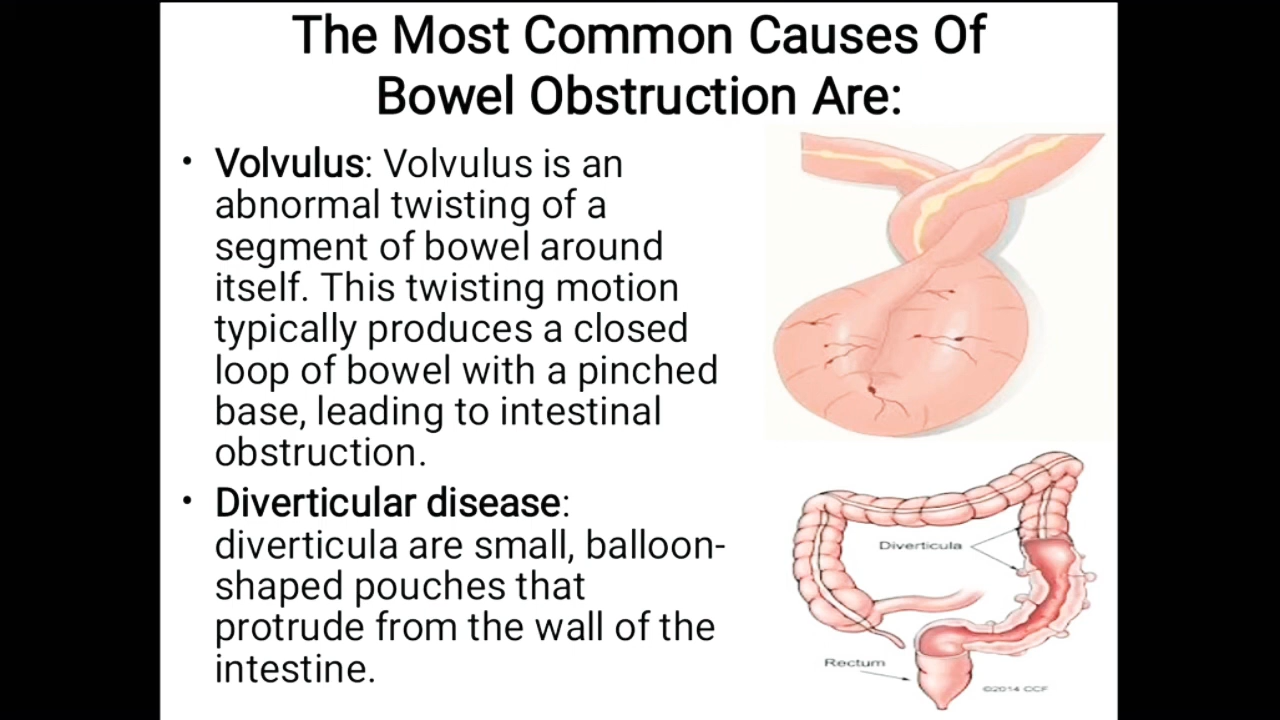 The Most Common Causes Of
Bowel Obstruction Are:
• Volvulus: Volvulus is an
abnormal twisting of a
segment of bowel around
itself. This twisting motion
typically produces a closed
loop of bowel with a pinched
base, leading to intestinal
obstruction.
• Diverticular disease:
diverticula are small, balloon-
shaped pouches that
protrude from the wall of the
intestine.
Diverticula
Rectum
©2014 CCF